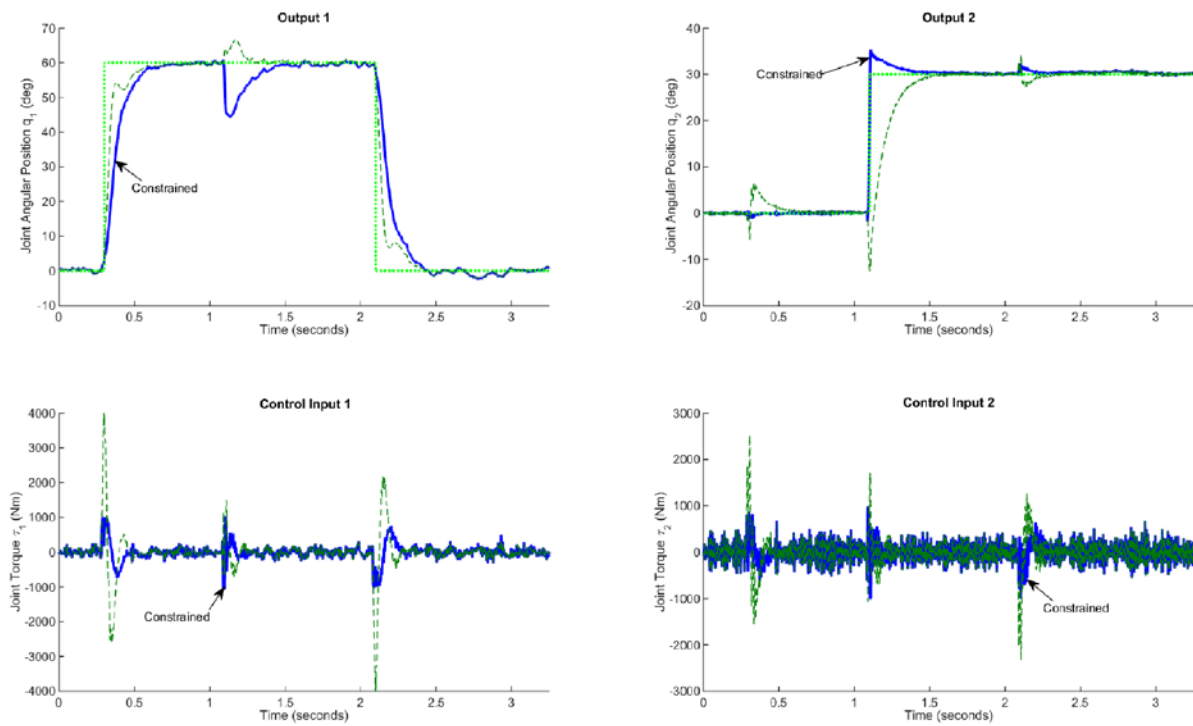 Output 1
Joint Angular Position q1 (deg)
70
60
50
40
30
20
10
0
-10
Constrained
0 0.5 1 1.5 2 2.5 3
Time (seconds)
Output 2
Joint Angular Position q2 (deg)
40
30
20
10
0
-10
-20
Constrained
0 0.5 1 1.5 2 2.5 3
Time (seconds)
Control Input 1
Joint Torque τ1 (Nm)
4000
3000
2000
1000
0
-1000
-2000
-3000
-4000
Constrained
0 0.5 1 1.5 2 2.5 3
Time (seconds)
Control Input 2
Joint Torque τ2 (Nm)
3000
2000
1000
0
-1000
-2000
-3000
Constrained
0 0.5 1 1.5 2 2.5 3
Time (seconds)